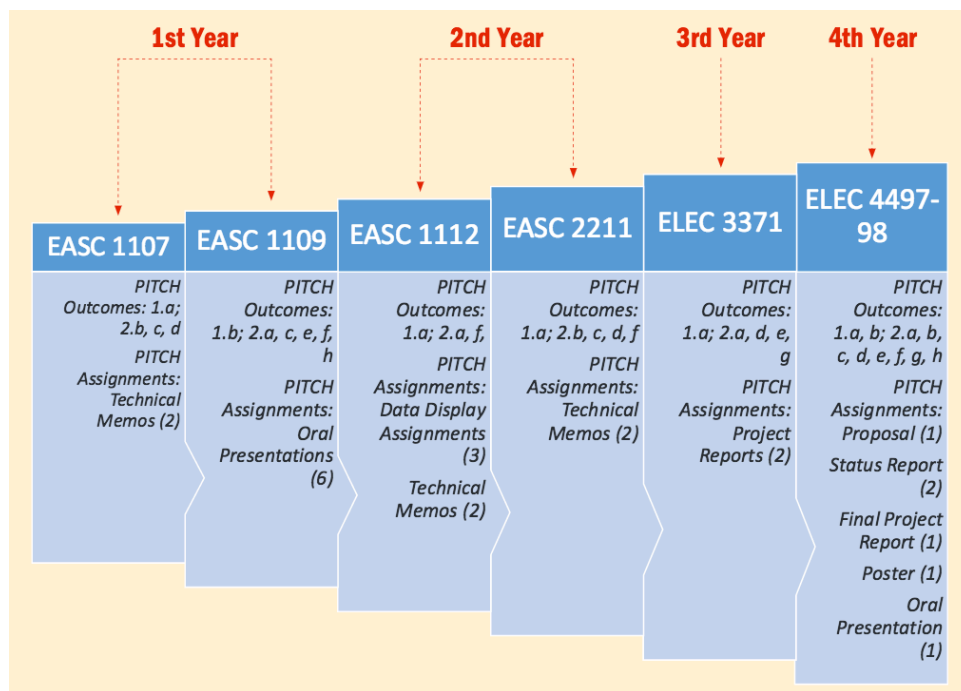 1st Year
2nd Year
3rd Year
4th Year
EASC 1107
PITCH
Outcomes: 1.a;
2.b, c, d
PITCH
Assignments:
Technical
Memos (2)
EASC 1109
PITCH
Outcomes:
1.b; 2.a, c, e, f,
h
PITCH
Assignments:
Oral
Presentations
(6)
EASC 1112
PITCH
Outcomes:
1.a; 2.a, f,
PITCH
Assignments:
Data Display
Assignments
(3)
Technical
Memos (2)
EASC 2211
PITCH
Outcomes:
1.a; 2.b, c, d, f
PITCH
Assignments:
Technical
Memos (2)
ELEC 3371
PITCH
Outcomes:
1.a; 2.a, d, e,
g
PITCH
Assignments:
Project
Reports (2)
ELEC 4497-
98
PITCH
Outcomes:
1.a, b; 2.a, b,
c, d, e, f, g, h
PITCH
Assignments:
Proposal (1)
Status Report
(2)
Final Project
Report (1)
Poster (1)
Oral
Presentation
(1)